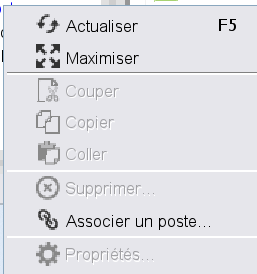 Actualiser F5
Maximiser
Couper
Copier
Coller
Supprimer...
Associer un poste...
Propriétés...